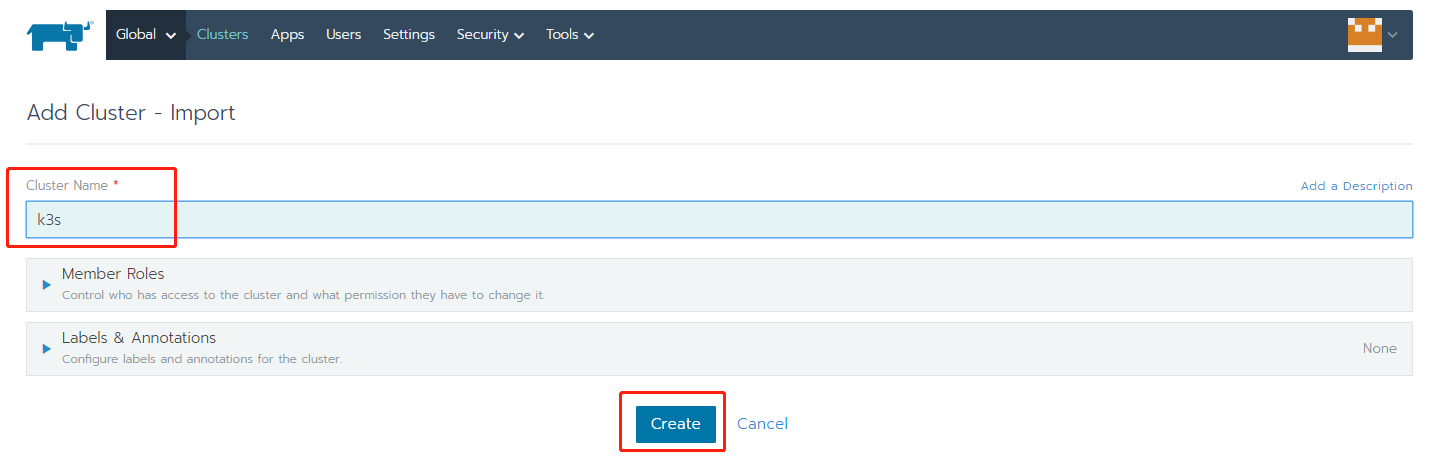 Global Clusters Apps Users Settings Security Tools
Add Cluster - Import
Cluster Name * Add a Description
k3s
Member Roles
Control who has access to the cluster and what permission they have to change it.
Labels & Annotations
Configure labels and annotations for the cluster. None
Create Cancel